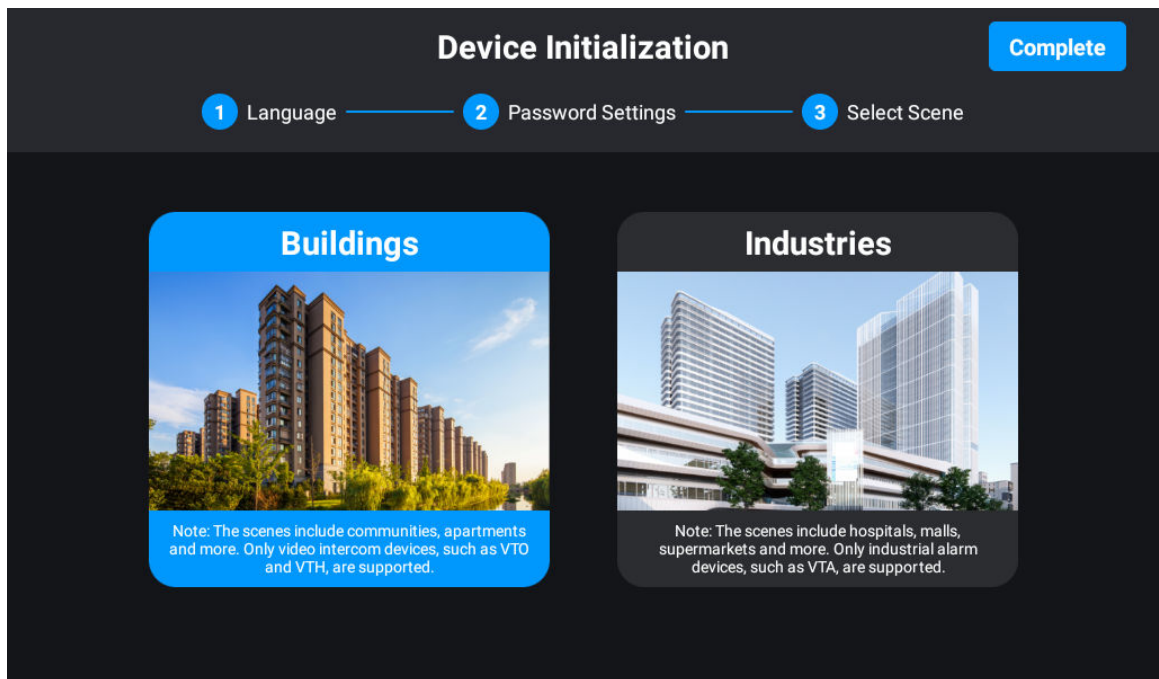 Device Initialization
Complete
1 Language
2 Password Settings
3 Select Scene
Buildings
Note: The scenes include communities, apartments
and more. Only video intercom devices, such as VTO
and VTH, are supported.
Industries
Note: The scenes include hospitals, malls,
supermarkets and more. Only industrial alarm
devices, such as VTA, are supported.